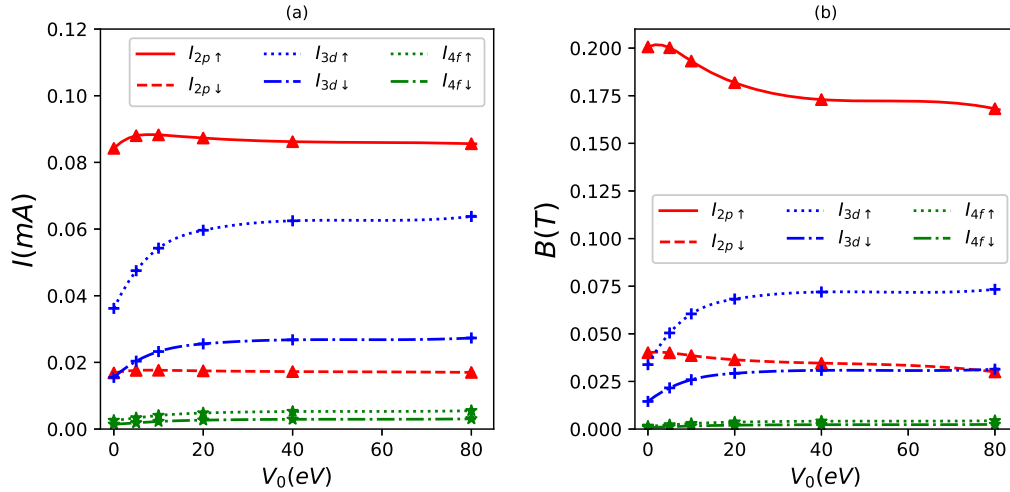 (a)
0.12
0.10
0.08
0.06
0.04
0.02
0.00
I(mA)
I2p↑ I3d↑ I4f↑
I2p↓ I3d↓ I4f↓
0 20 40 60 80
V0(eV)
(b)
0.200
0.175
0.150
0.125
0.100
0.075
0.050
0.025
0.000
B(T)
I2p↑ I3d↑ I4f↑
I2p↓ I3d↓ I4f↓
0 20 40 60 80
V0(eV)